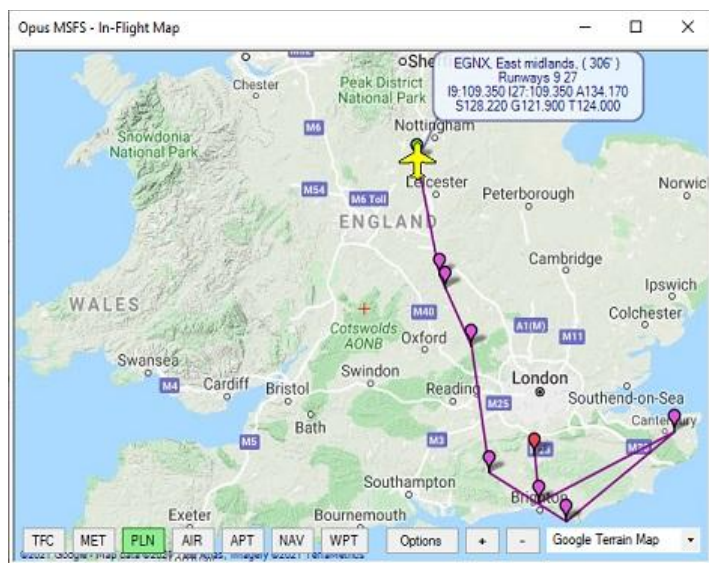 Opus MSFS - In-Flight Map
EGNX, East midlands, ( 306' )
Runways 9 27
I9:109.350 I27:109.350 A134.170
S128.220 G121.900 T124.000
Chester
Peak District
National Park
Nottingham
Snowdonia
National Park
M6
Leicester
Norwic
M54
M6 Toll
Peterborough
ENGLAND
Cambridge
Ipswich
WALES
M40
A1(M)
Colchester
Cotswolds
AONB
Oxford
M11
Swansea
M4
Cardiff
Bristol
Swindon
Reading
London
Southend-on-Sea
M25
Bath
Canterbury
M5
M3
Southampton
Brighton
Exeter
Bournemouth
TFC MET PLN AIR APT NAV WPT Options + - Google Terrain Map